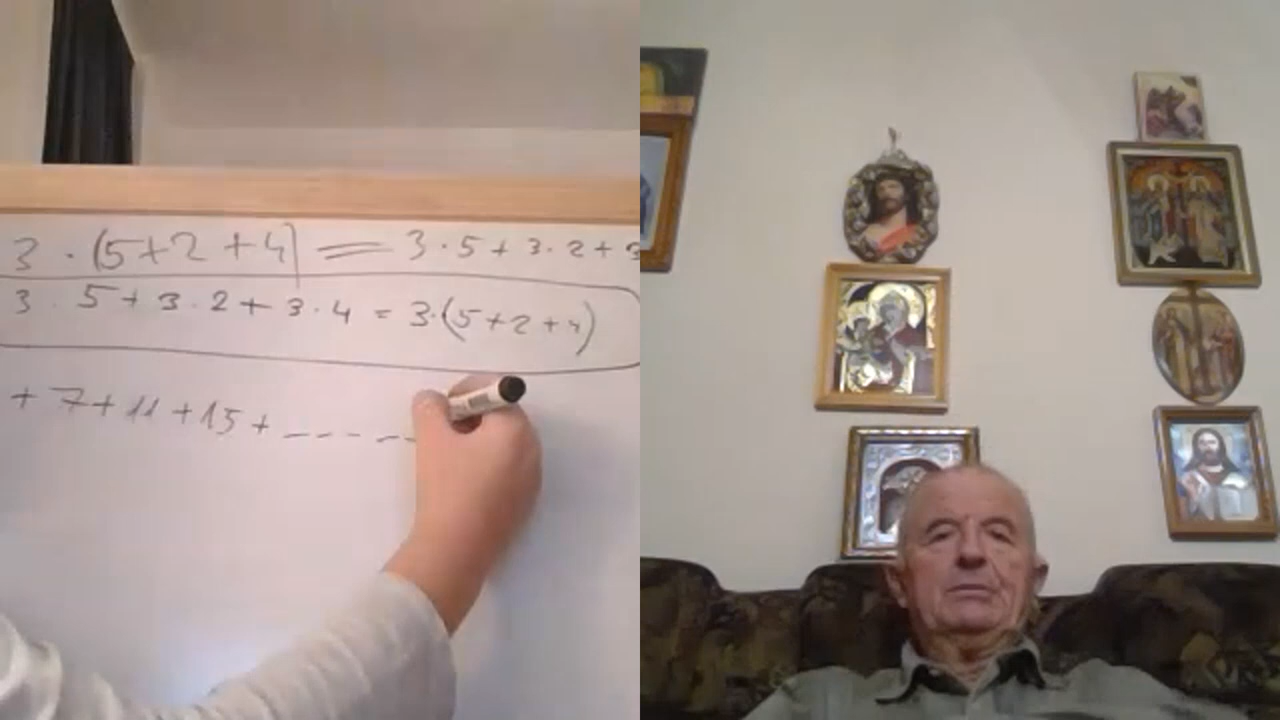 3 · (5+2+4) = 3·5 + 3·2 + 3
3 · 5 + 3·2 + 3·4 = 3·(5+2+4)
+ 7 + 11 + 15 + - - - - -